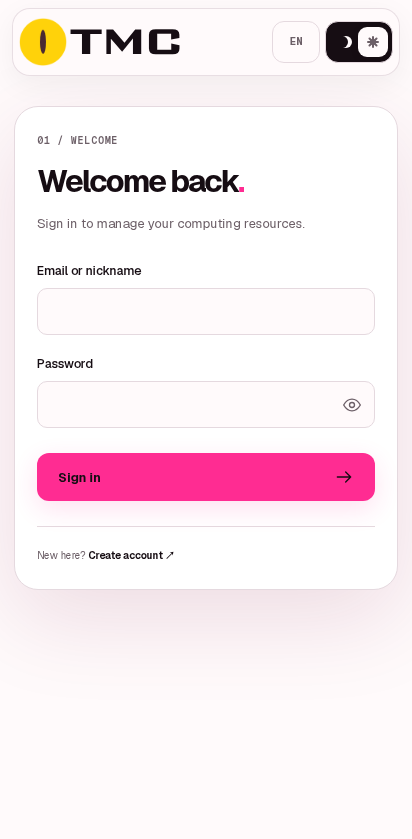 TMC
EN
01 / WELCOME
Welcome back.
Sign in to manage your computing resources.
Email or nickname
Password
Sign in →
New here? Create account ↗